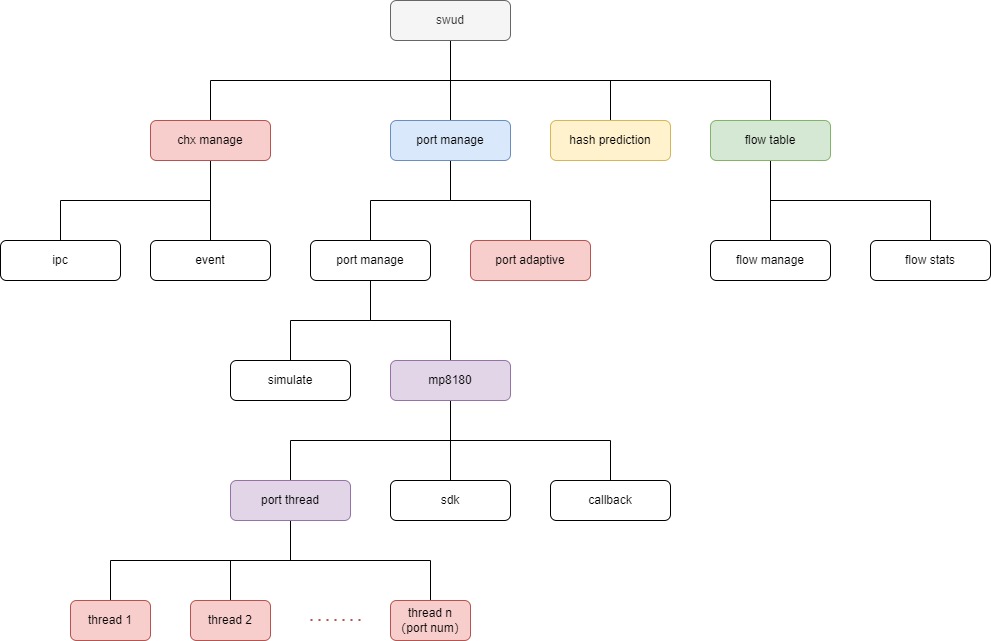 swud
chx manage
port manage
hash prediction
flow table
ipc
event
port manage
port adaptive
flow manage
flow stats
simulate
mp8180
port thread
sdk
callback
thread 1
thread 2
.......
thread n
（port num）